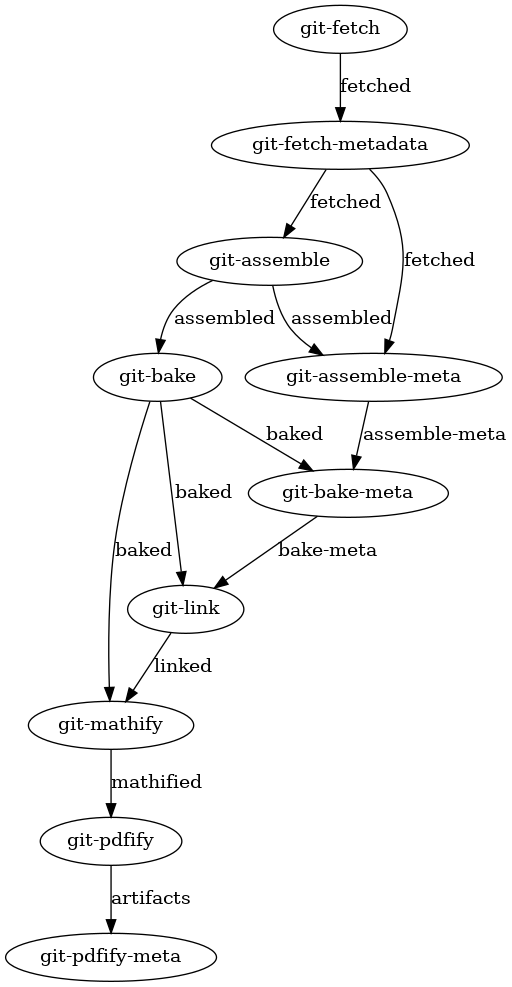 git-fetch
fetched
git-fetch-metadata
fetched
git-assemble
fetched
assembled
assembled
git-bake
git-assemble-meta
baked
assemble-meta
baked
git-bake-meta
baked
bake-meta
git-link
linked
git-mathify
mathified
git-pdfify
artifacts
git-pdfify-meta